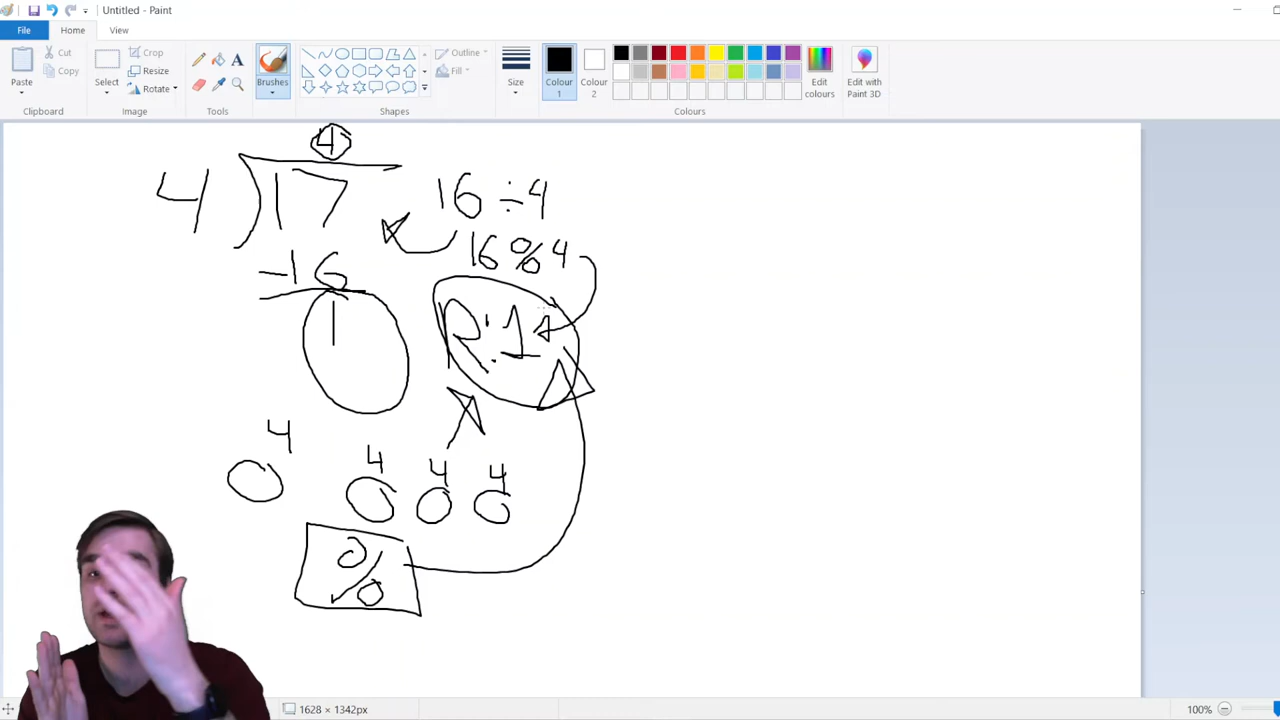 Untitled - Paint
File
Home
View
Paste
Cut
Copy
Clipboard
Select
Crop
Resize
Rotate
Image
A
Tools
Brushes
Outline
Fill
Shapes
Size
Colour 1
Colour 2
Edit colours
Colours
Edit with Paint 3D
4
4 17
16 ÷ 4
16 % 4
-16
1
R:1
4
4 4 4
%
1628 × 1342px
100%